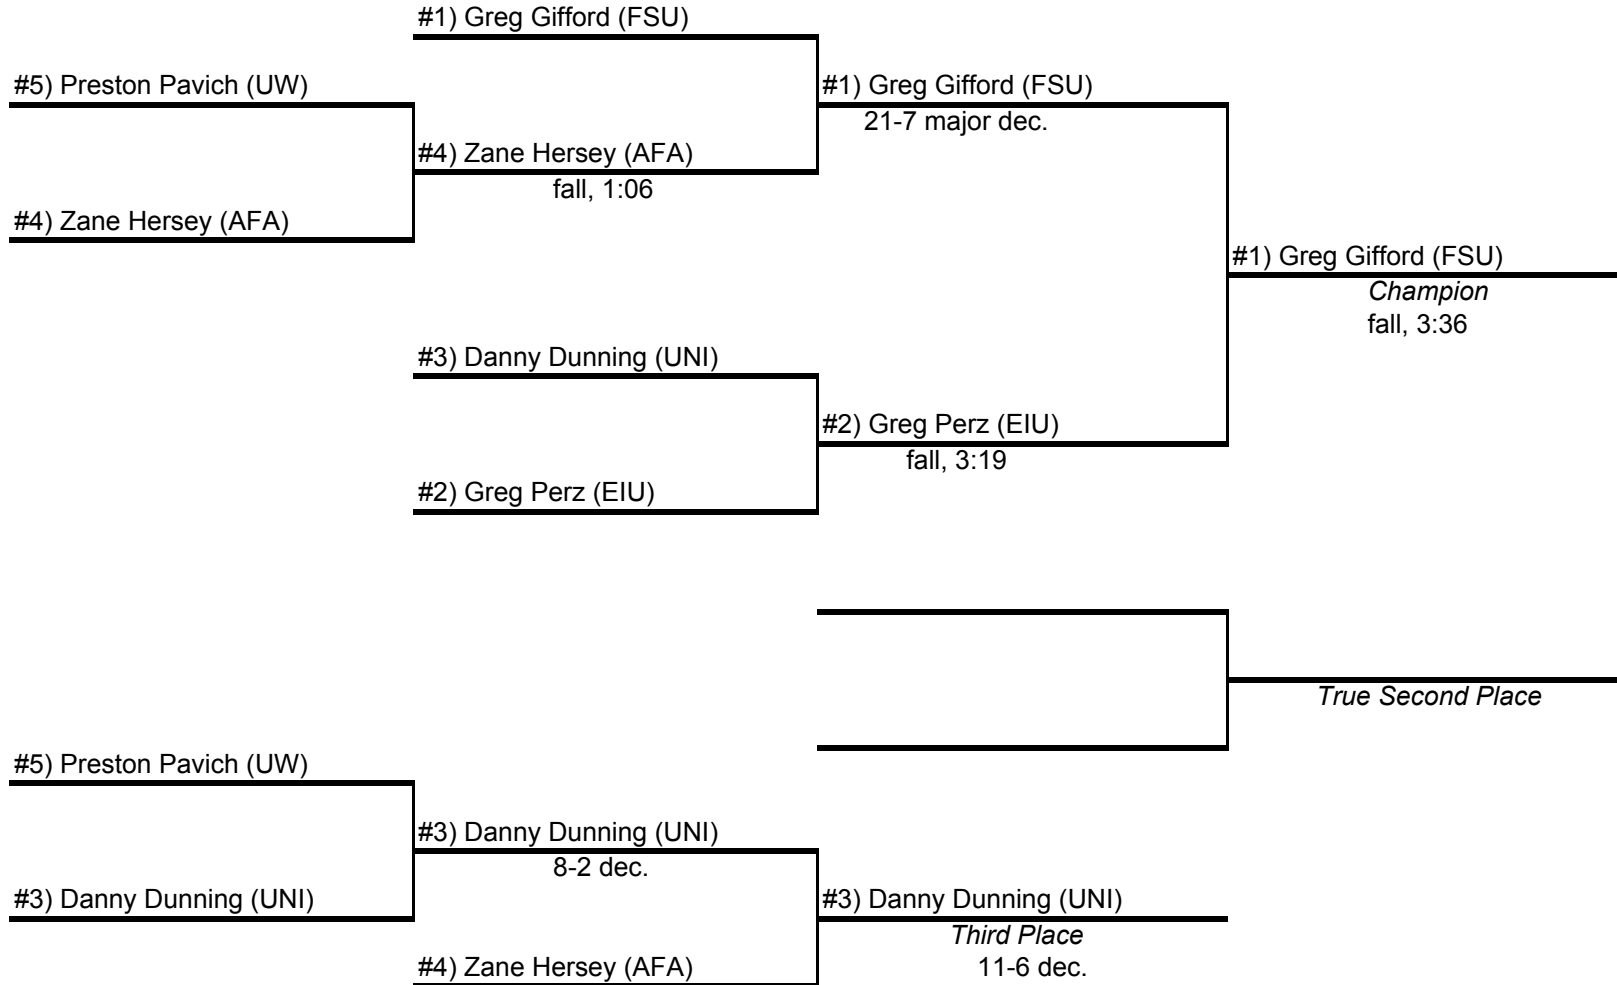 #1) Greg Gifford (FSU)
#5) Preston Pavich (UW)
#1) Greg Gifford (FSU)
21-7 major dec.
#4) Zane Hersey (AFA)
fall, 1:06
#4) Zane Hersey (AFA)
#1) Greg Gifford (FSU)
Champion
fall, 3:36
#3) Danny Dunning (UNI)
#2) Greg Perz (EIU)
fall, 3:19
#2) Greg Perz (EIU)
True Second Place
#5) Preston Pavich (UW)
#3) Danny Dunning (UNI)
8-2 dec.
#3) Danny Dunning (UNI)
#3) Danny Dunning (UNI)
Third Place
#4) Zane Hersey (AFA)
11-6 dec.